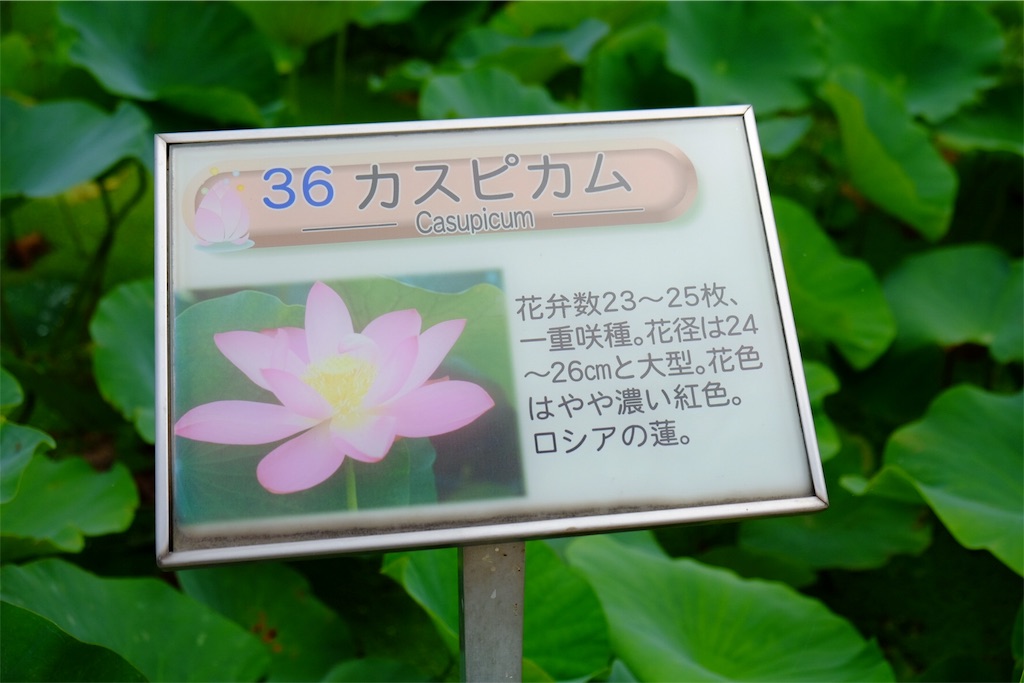 36 カスピカム
Casupicum
花弁数23～25枚、
一重咲種。花径は24
～26㎝と大型。花色
はやや濃い紅色。
ロシアの蓮。